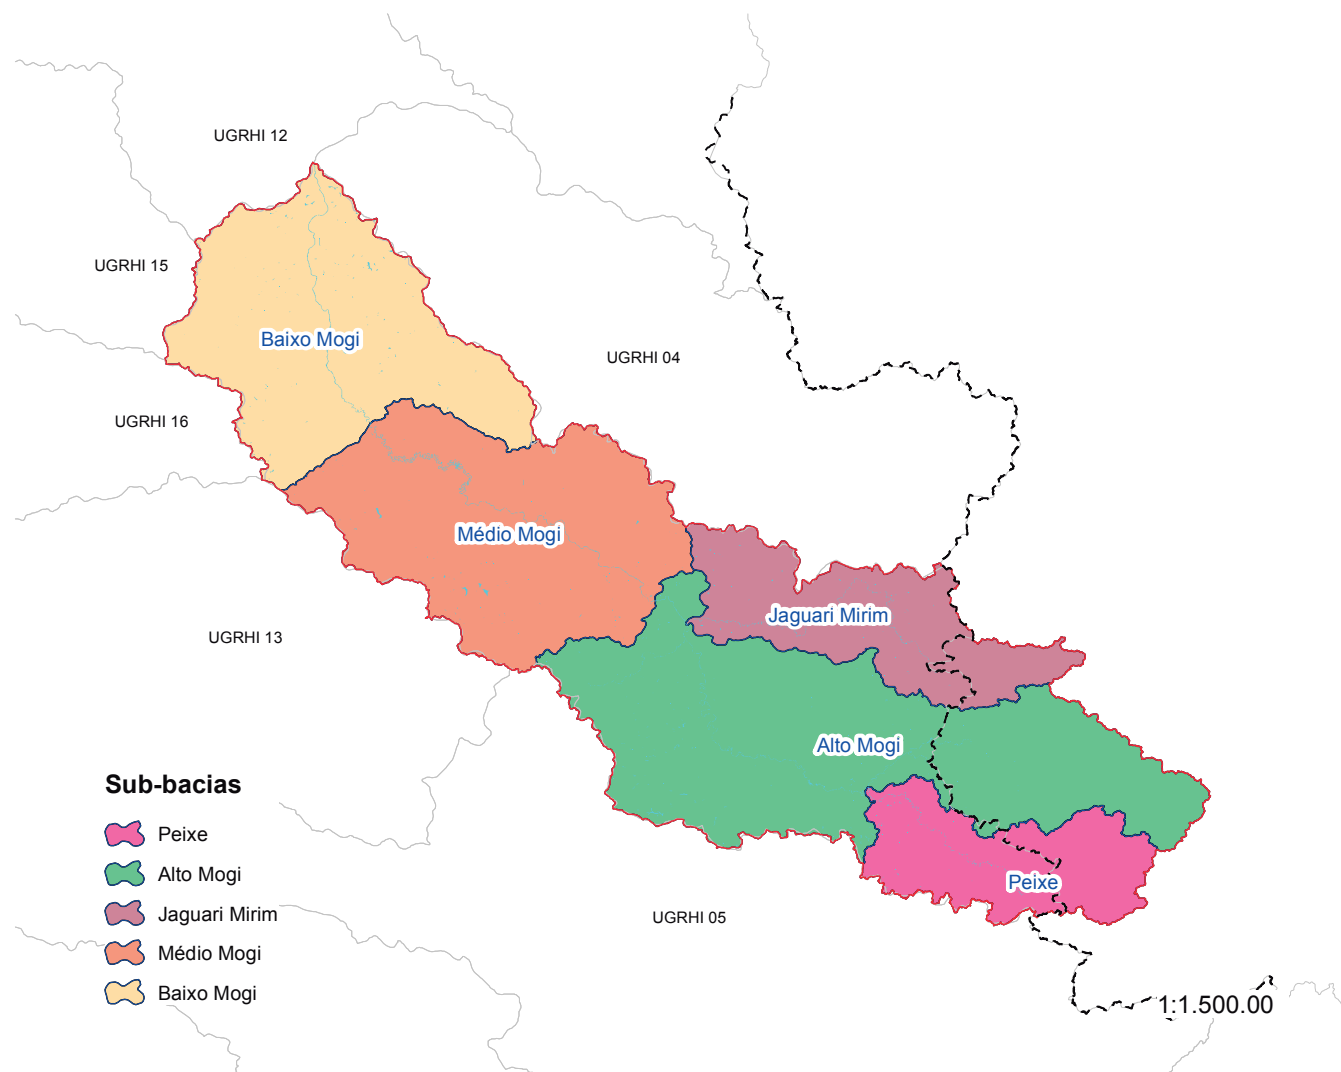 UGRHI 12
UGRHI 15
Baixo Mogi
UGRHI 04
UGRHI 16
Médio Mogi
Jaguari Mirim
UGRHI 13
Alto Mogi
Sub-bacias
Peixe
Alto Mogi
Jaguari Mirim
Médio Mogi
Baixo Mogi
Peixe
UGRHI 05
1:1.500.00